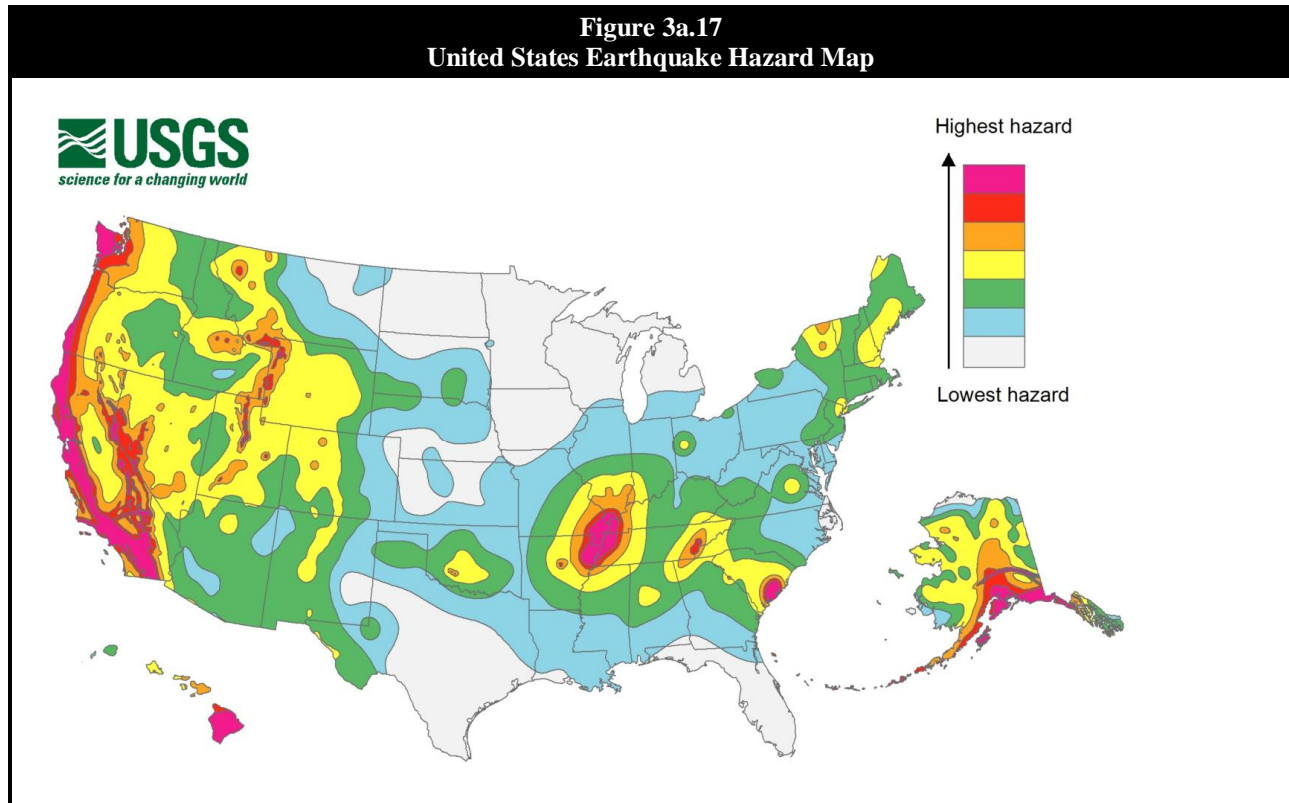 Figure 3a.17
United States Earthquake Hazard Map
USGS
science for a changing world
Highest hazard
Lowest hazard